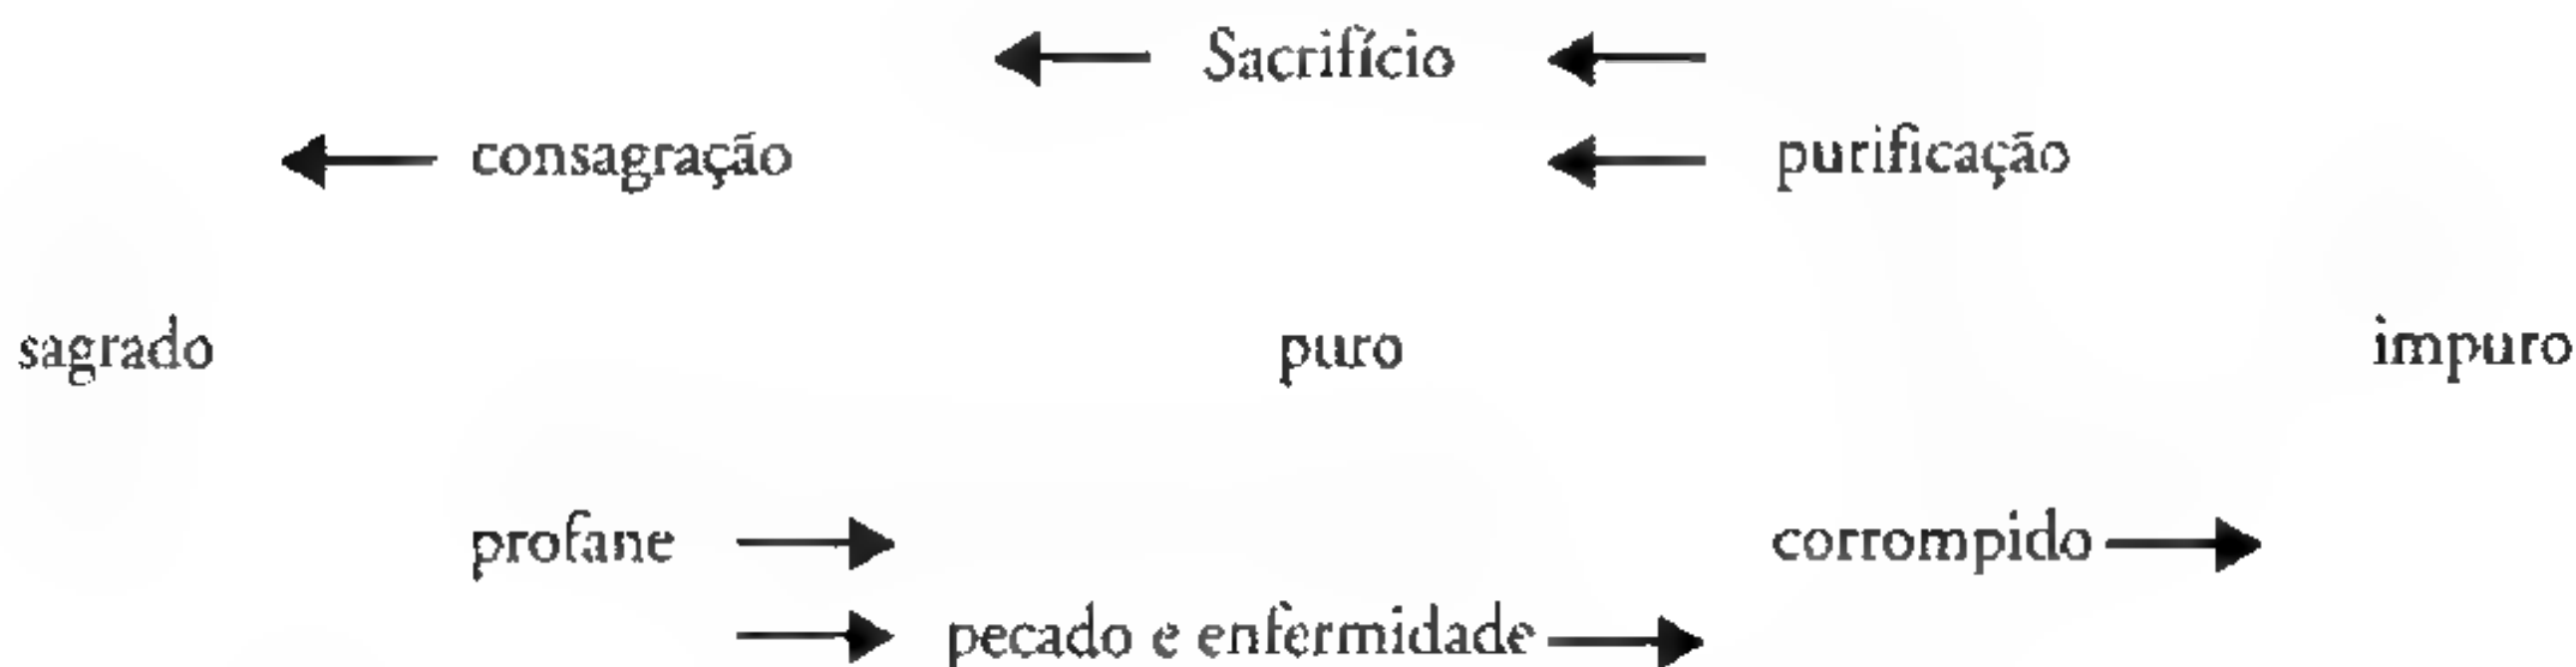 Sacrifício
consagração purificação
sagrado puro impuro
profane corrompido
pecado e enfermidade